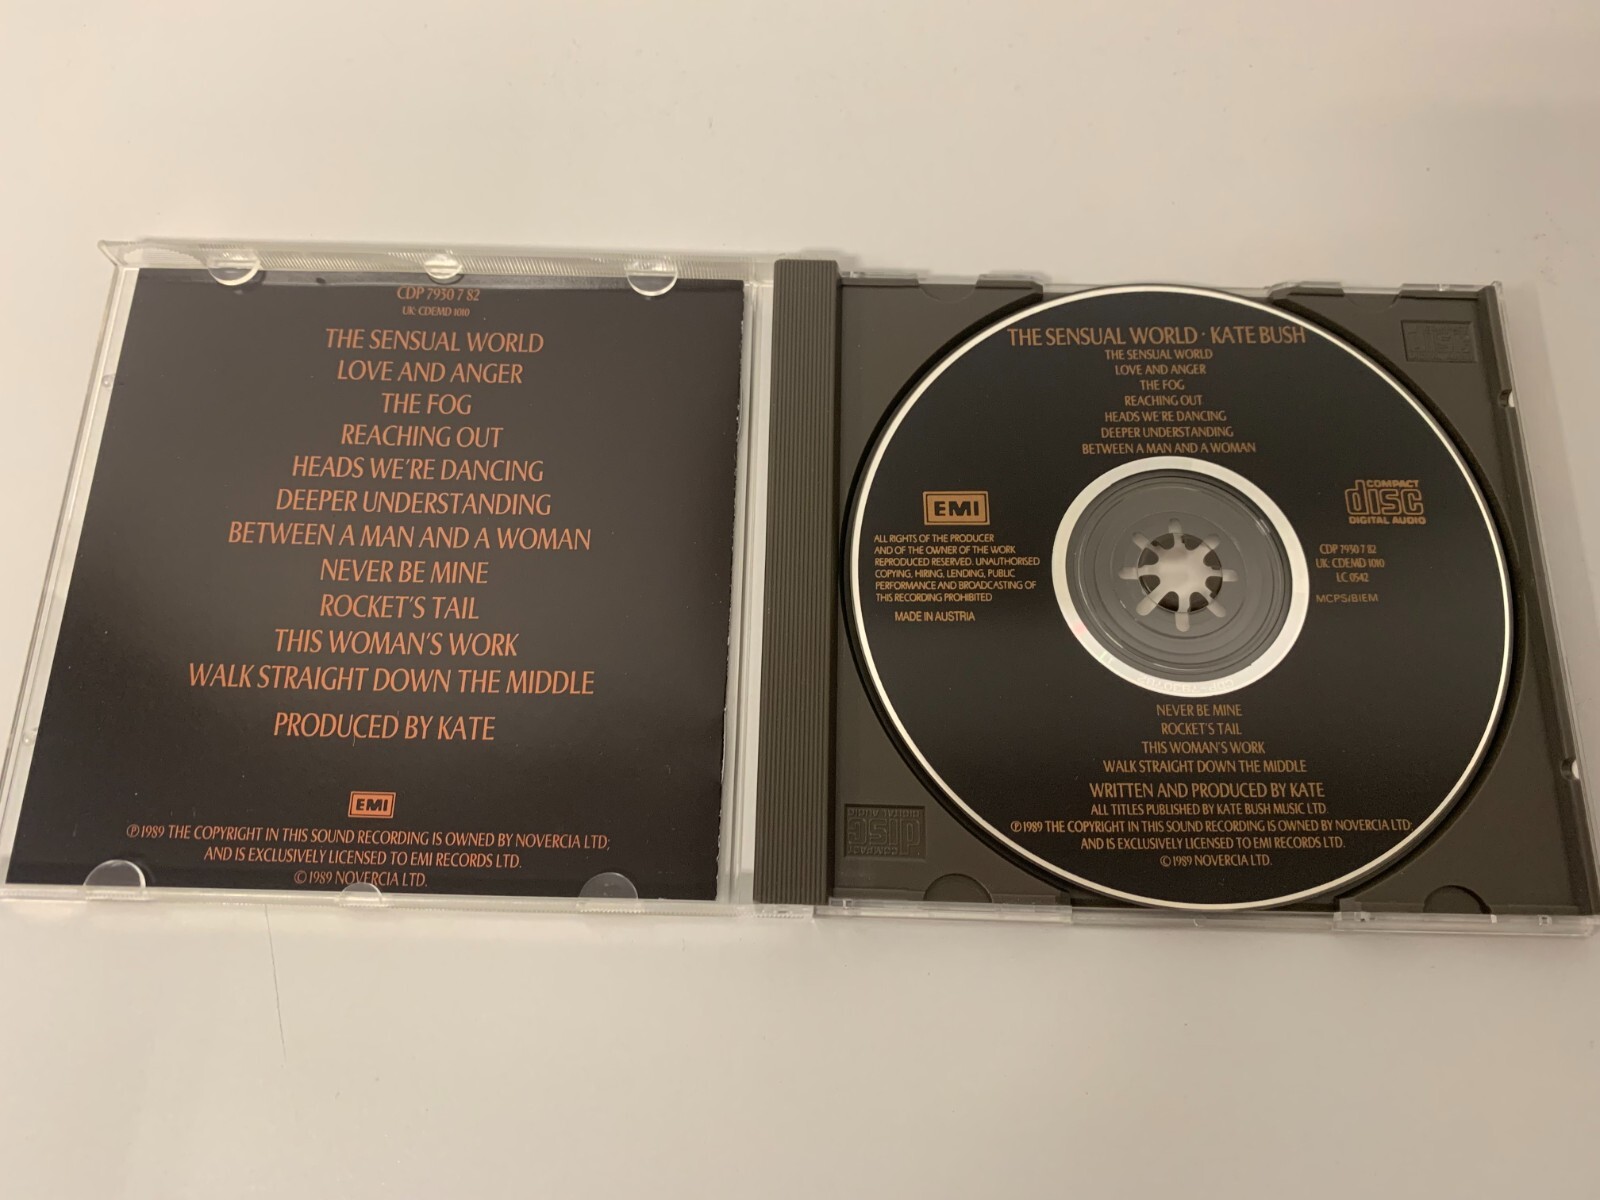 CDP 7930 7 82
UK: CDEMD 1010
THE SENSUAL WORLD
LOVE AND ANGER
THE FOG
REACHING OUT
HEADS WE'RE DANCING
DEEPER UNDERSTANDING
BETWEEN A MAN AND A WOMAN
NEVER BE MINE
ROCKET'S TAIL
THIS WOMAN'S WORK
WALK STRAIGHT DOWN THE MIDDLE
PRODUCED BY KATE
EMI
℗ 1989 THE COPYRIGHT IN THIS SOUND RECORDING IS OWNED BY NOVERCIA LTD;
AND IS EXCLUSIVELY LICENSED TO EMI RECORDS LTD.
© 1989 NOVERCIA LTD.
THE SENSUAL WORLD · KATE BUSH
THE SENSUAL WORLD
LOVE AND ANGER
THE FOG
REACHING OUT
HEADS WE'RE DANCING
DEEPER UNDERSTANDING
BETWEEN A MAN AND A WOMAN
EMI
ALL RIGHTS OF THE PRODUCER
AND OF THE OWNER OF THE WORK
REPRODUCED RESERVED. UNAUTHORISED
COPYING, HIRING, LENDING, PUBLIC
PERFORMANCE AND BROADCASTING OF
THIS RECORDING PROHIBITED
MADE IN AUSTRIA
COMPACT
disc
DIGITAL AUDIO
CDP 7930 7 82
UK: CDEMD 1010
LC 0542
MCPS/BIEM
NEVER BE MINE
ROCKET'S TAIL
THIS WOMAN'S WORK
WALK STRAIGHT DOWN THE MIDDLE
WRITTEN AND PRODUCED BY KATE
ALL TITLES PUBLISHED BY KATE BUSH MUSIC LTD
℗ 1989 THE COPYRIGHT IN THIS SOUND RECORDING IS OWNED BY NOVERCIA LTD;
AND IS EXCLUSIVELY LICENSED TO EMI RECORDS LTD.
© 1989 NOVERCIA LTD.
COMPACT
disc
DIGITAL AUDIO